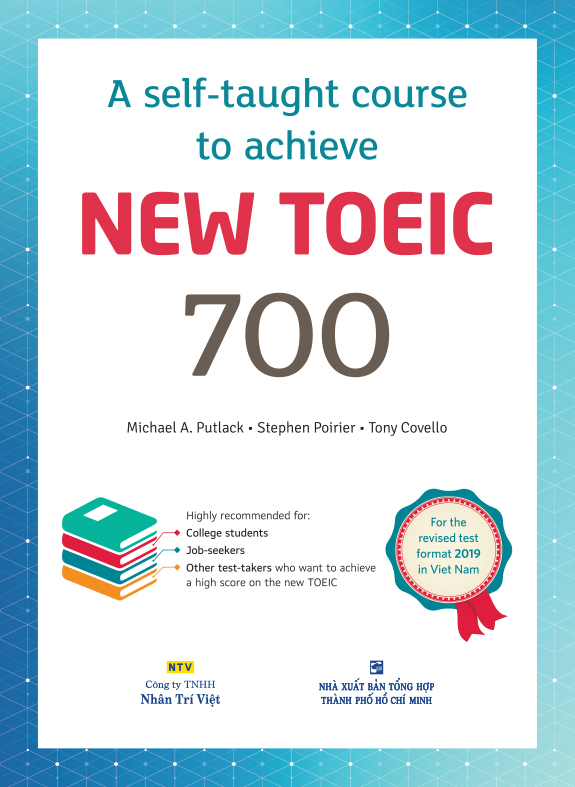 A self-taught course
to achieve
NEW TOEIC
700
Michael A. Putlack • Stephen Poirier • Tony Covello
Highly recommended for:
College students
Job-seekers
Other test-takers who want to achieve
a high score on the new TOEIC
For the
revised test
format 2019
in Viet Nam
NTV
Công ty TNHH
Nhân Trí Việt
NHÀ XUẤT BẢN TỔNG HỢP
THÀNH PHỐ HỒ CHÍ MINH